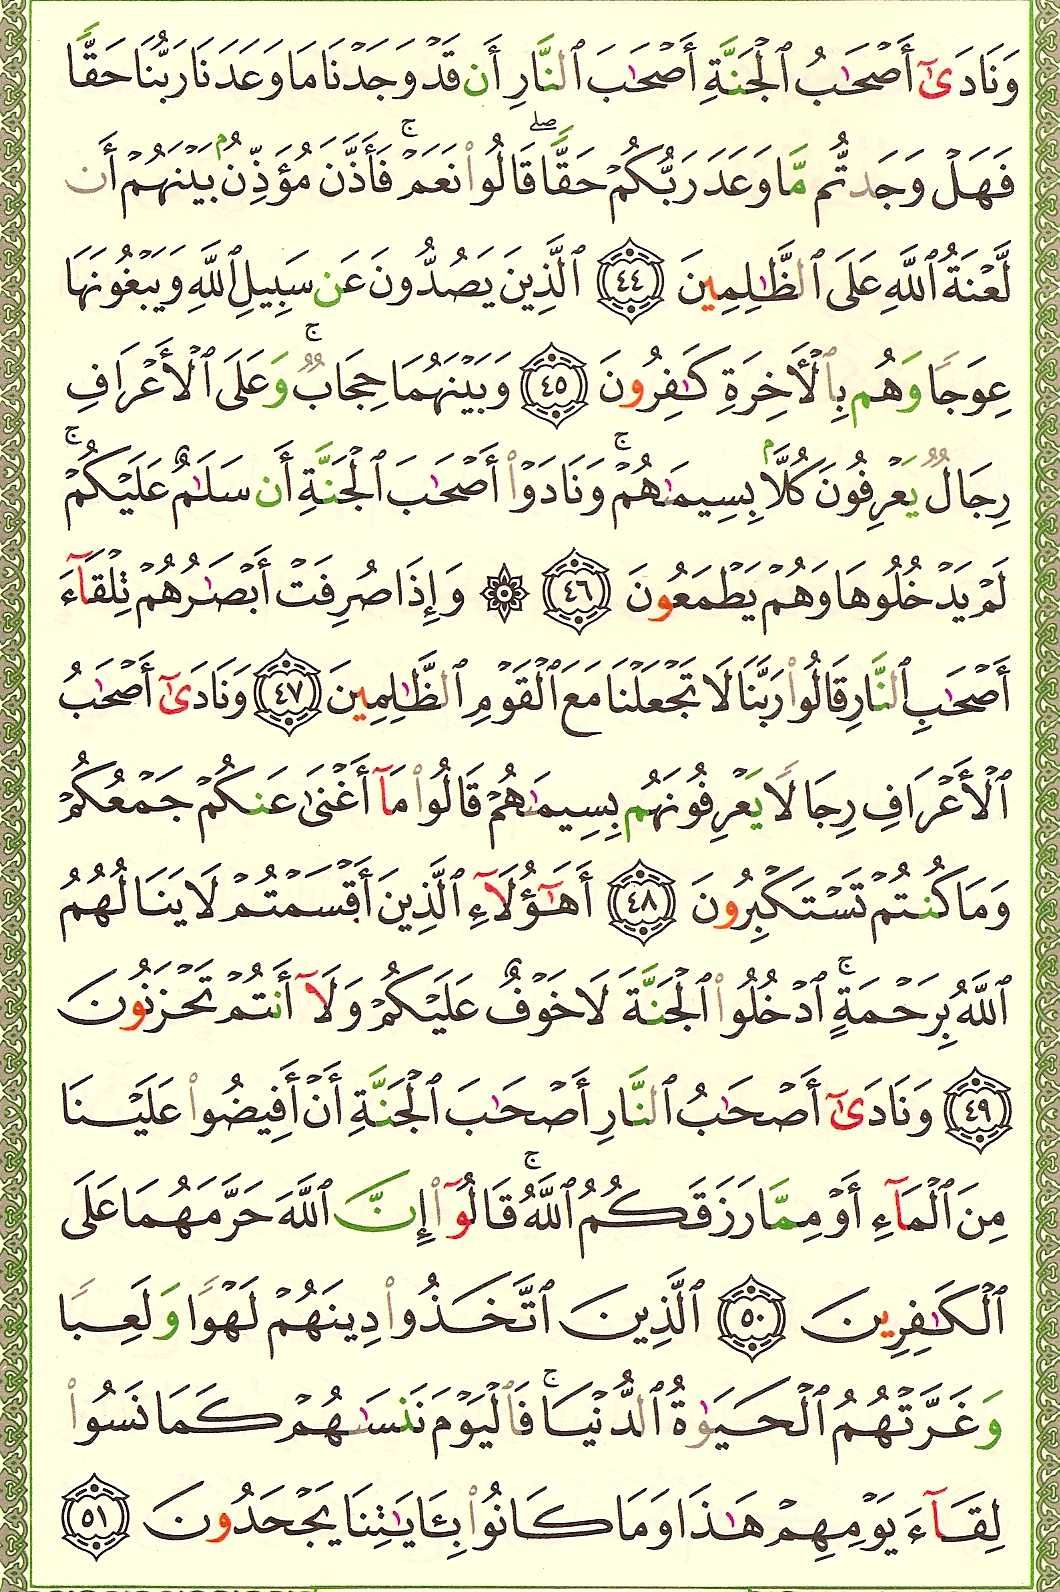 وَنَادَىٰٓ أَصْحَٰبُ ٱلْجَنَّةِ أَصْحَٰبَ ٱلنَّارِ أَن قَدْ وَجَدْنَا مَا وَعَدَنَا رَبُّنَا حَقًّا
فَهَلْ وَجَدتُّم مَّا وَعَدَ رَبُّكُمْ حَقًّا ۖ قَالُوا۟ نَعَمْ ۚ فَأَذَّنَ مُؤَذِّنٌۢ بَيْنَهُمْ أَن
لَّعْنَةُ ٱللَّهِ عَلَى ٱلظَّٰلِمِينَ ٤٤ ٱلَّذِينَ يَصُدُّونَ عَن سَبِيلِ ٱللَّهِ وَيَبْغُونَهَا
عِوَجًا وَهُم بِٱلْأَخِرَةِ كَٰفِرُونَ ٤٥ وَبَيْنَهُمَا حِجَابٌ ۚ وَعَلَى ٱلْأَعْرَافِ
رِجَالٌ يَعْرِفُونَ كُلًّۢا بِسِيمَىٰهُمْ ۚ وَنَادَوْا۟ أَصْحَٰبَ ٱلْجَنَّةِ أَن سَلَٰمٌ عَلَيْكُمْ ۚ
لَمْ يَدْخُلُوهَا وَهُمْ يَطْمَعُونَ ٤٦ ۞ وَإِذَا صُرِفَتْ أَبْصَٰرُهُمْ تِلْقَآءَ
أَصْحَٰبِ ٱلنَّارِ قَالُوا۟ رَبَّنَا لَا تَجْعَلْنَا مَعَ ٱلْقَوْمِ ٱلظَّٰلِمِينَ ٤٧ وَنَادَىٰٓ أَصْحَٰبُ
ٱلْأَعْرَافِ رِجَالًا يَعْرِفُونَهُم بِسِيمَىٰهُمْ قَالُوا۟ مَآ أَغْنَىٰ عَنكُمْ جَمْعُكُمْ
وَمَا كُنتُمْ تَسْتَكْبِرُونَ ٤٨ أَهَٰٓؤُلَآءِ ٱلَّذِينَ أَقْسَمْتُمْ لَا يَنَالُهُمُ
ٱللَّهُ بِرَحْمَةٍ ۚ ٱدْخُلُوا۟ ٱلْجَنَّةَ لَا خَوْفٌ عَلَيْكُمْ وَلَآ أَنتُمْ تَحْزَنُونَ
٤٩ وَنَادَىٰٓ أَصْحَٰبُ ٱلنَّارِ أَصْحَٰبَ ٱلْجَنَّةِ أَنْ أَفِيضُوا۟ عَلَيْنَا
مِنَ ٱلْمَآءِ أَوْ مِمَّا رَزَقَكُمُ ٱللَّهُ ۚ قَالُوٓا۟ إِنَّ ٱللَّهَ حَرَّمَهُمَا عَلَى
ٱلْكَٰفِرِينَ ٥٠ ٱلَّذِينَ ٱتَّخَذُوا۟ دِينَهُمْ لَهْوًا وَلَعِبًا
وَغَرَّتْهُمُ ٱلْحَيَوٰةُ ٱلدُّنْيَا ۚ فَٱلْيَوْمَ نَنسَىٰهُمْ كَمَا نَسُوا۟
لِقَآءَ يَوْمِهِمْ هَٰذَا وَمَا كَانُوا۟ بِـَٔايَٰتِنَا يَجْحَدُونَ ٥١